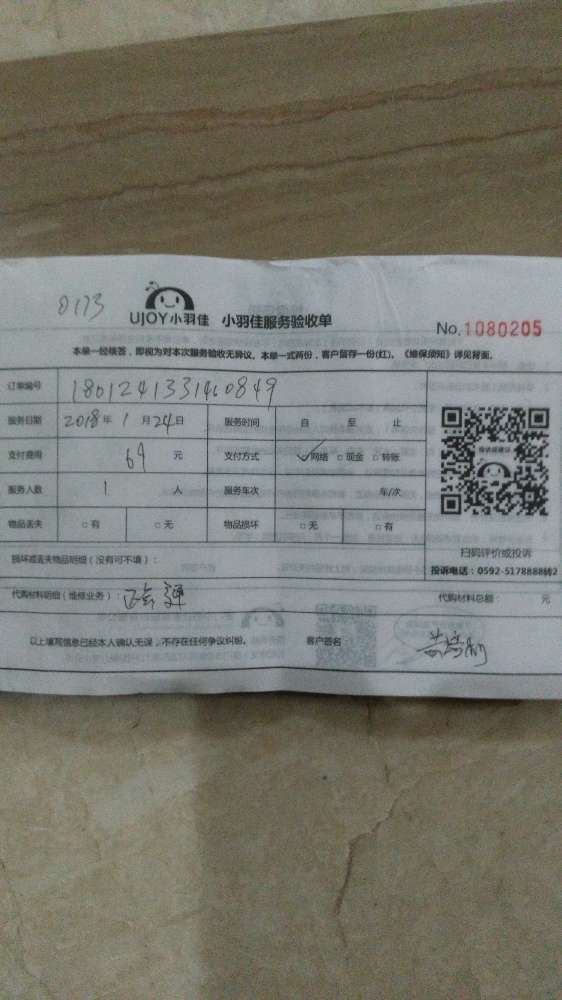 0173
UJOY小羽佳 小羽佳服务验收单 No.1080205
本单一经核签，即视为对本次服务验收无异议。本单一式两份，客户留存一份(红)。《维保须知》详见背面。
订单编号 1801241331460849
服务日期 2018年1月24日 服务时间 自 至 止
支付费用 69 元 支付方式 ✓网络 □现金 □转账
服务人数 1 人 服务车次 车/次
物品丢失 □有 □无 物品损坏 □无 □有
扫码评价或投诉
投诉电话：0592-5178888转2
损坏或丢失物品明细（没有可不填）：
代购材料明细（维修业务）： 代购材料总额 元
以上填写信息已经本人确认无误，不存在任何争议纠纷。 客户签名：